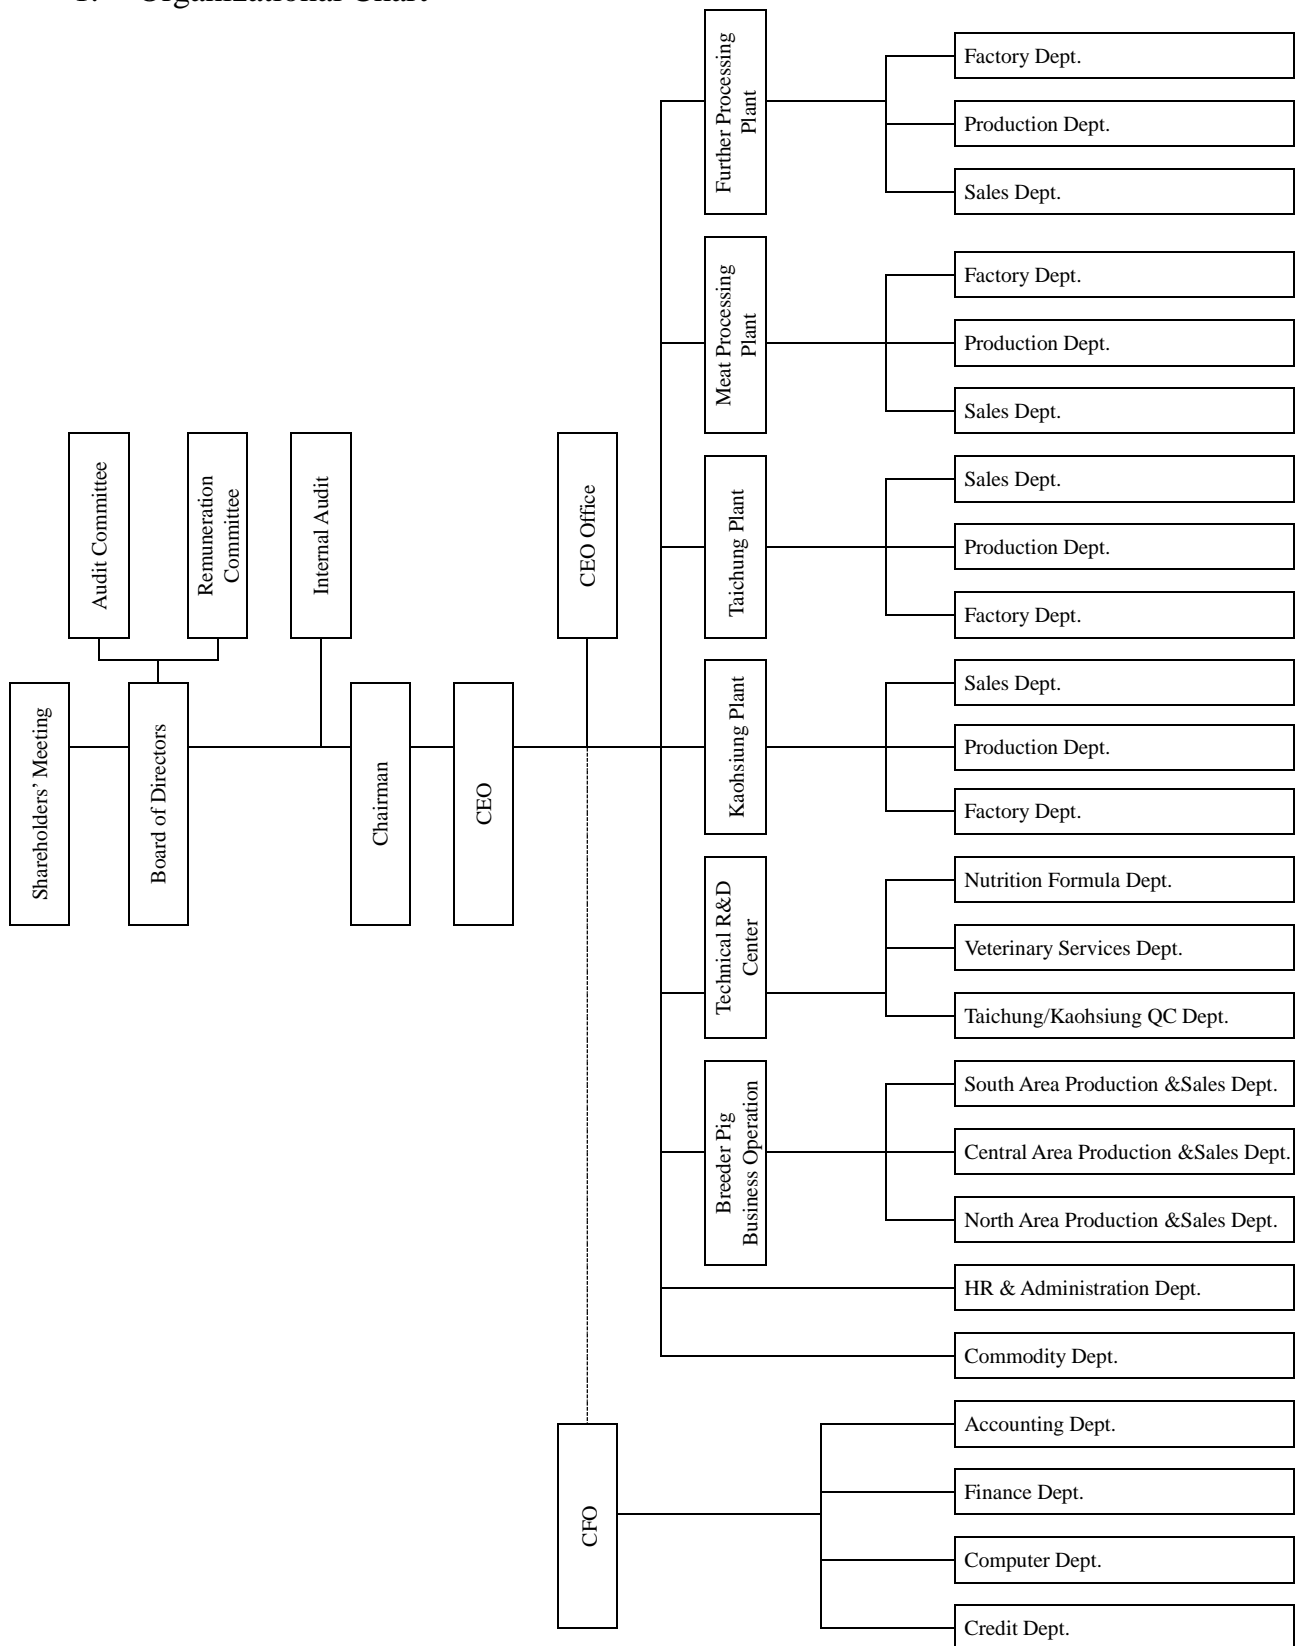 1. Organizational Chart
Further Processing
Plant
Factory Dept.
Production Dept.
Sales Dept.
Meat Processing
Plant
Factory Dept.
Production Dept.
Sales Dept.
Audit Committee
Remuneration
Committee
Internal Audit
CEO Office
Taichung Plant
Sales Dept.
Production Dept.
Factory Dept.
Shareholders’ Meeting
Board of Directors
Chairman
CEO
Kaohsiung Plant
Sales Dept.
Production Dept.
Factory Dept.
Technical R&D
Center
Nutrition Formula Dept.
Veterinary Services Dept.
Taichung/Kaohsiung QC Dept.
Breeder Pig
Business Operation
South Area Production &Sales Dept.
Central Area Production &Sales Dept.
North Area Production &Sales Dept.
HR & Administration Dept.
Commodity Dept.
CFO
Accounting Dept.
Finance Dept.
Computer Dept.
Credit Dept.